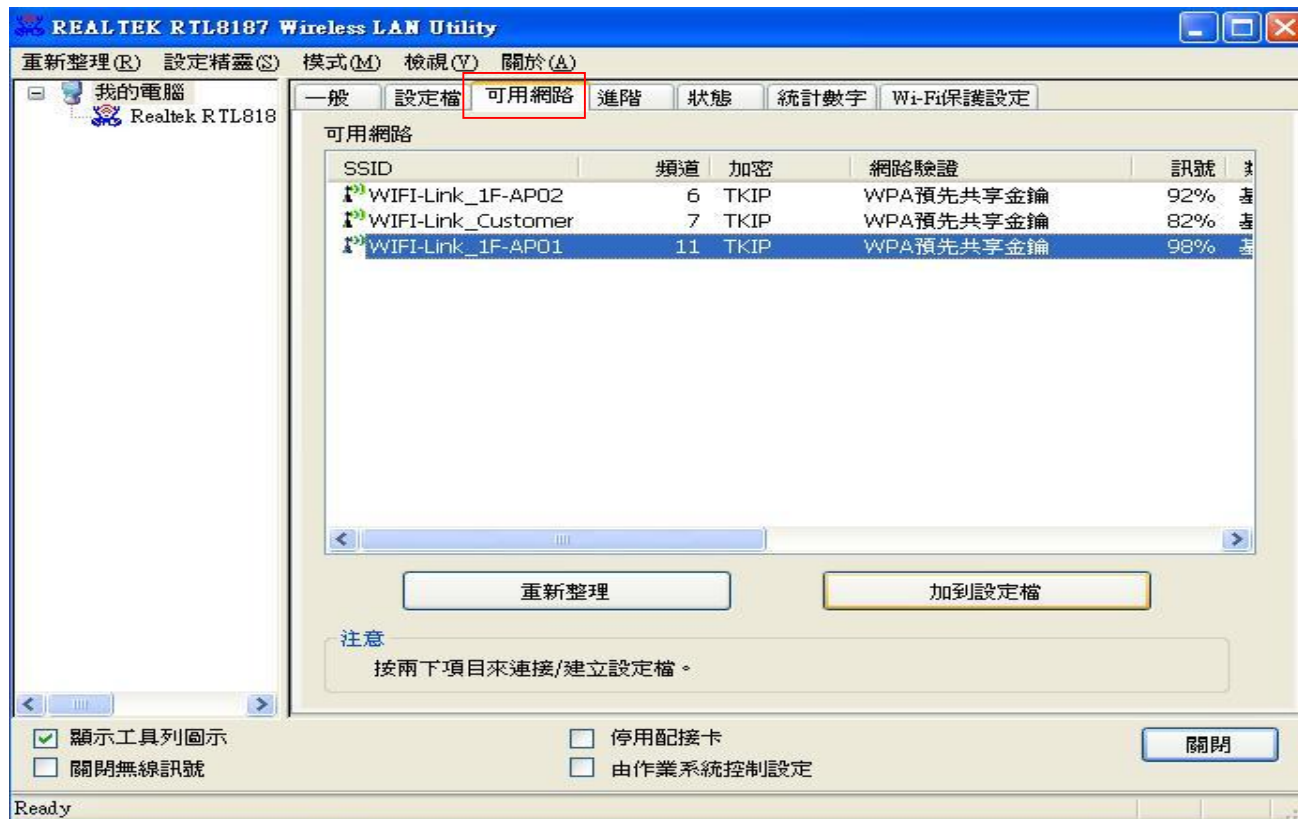 REALTEK RTL8187 Wireless LAN Utility
重新整理(R) 設定精靈(S) 模式(M) 檢視(V) 關於(A)
我的電腦
Realtek RTL818
一般 設定檔 可用網路 進階 狀態 統計數字 Wi-Fi保護設定
可用網路
SSID 頻道 加密 網路驗證 訊號
WIFI-Link_1F-AP02 6 TKIP WPA預先共享金鑰 92% 基
WIFI-Link_Customer 7 TKIP WPA預先共享金鑰 82% 基
WIFI-Link_1F-AP01 11 TKIP WPA預先共享金鑰 98% 基
重新整理 加到設定檔
注意
按兩下項目來連接/建立設定檔。
顯示工具列圖示 停用配接卡 關閉
關閉無線訊號 由作業系統控制設定
Ready